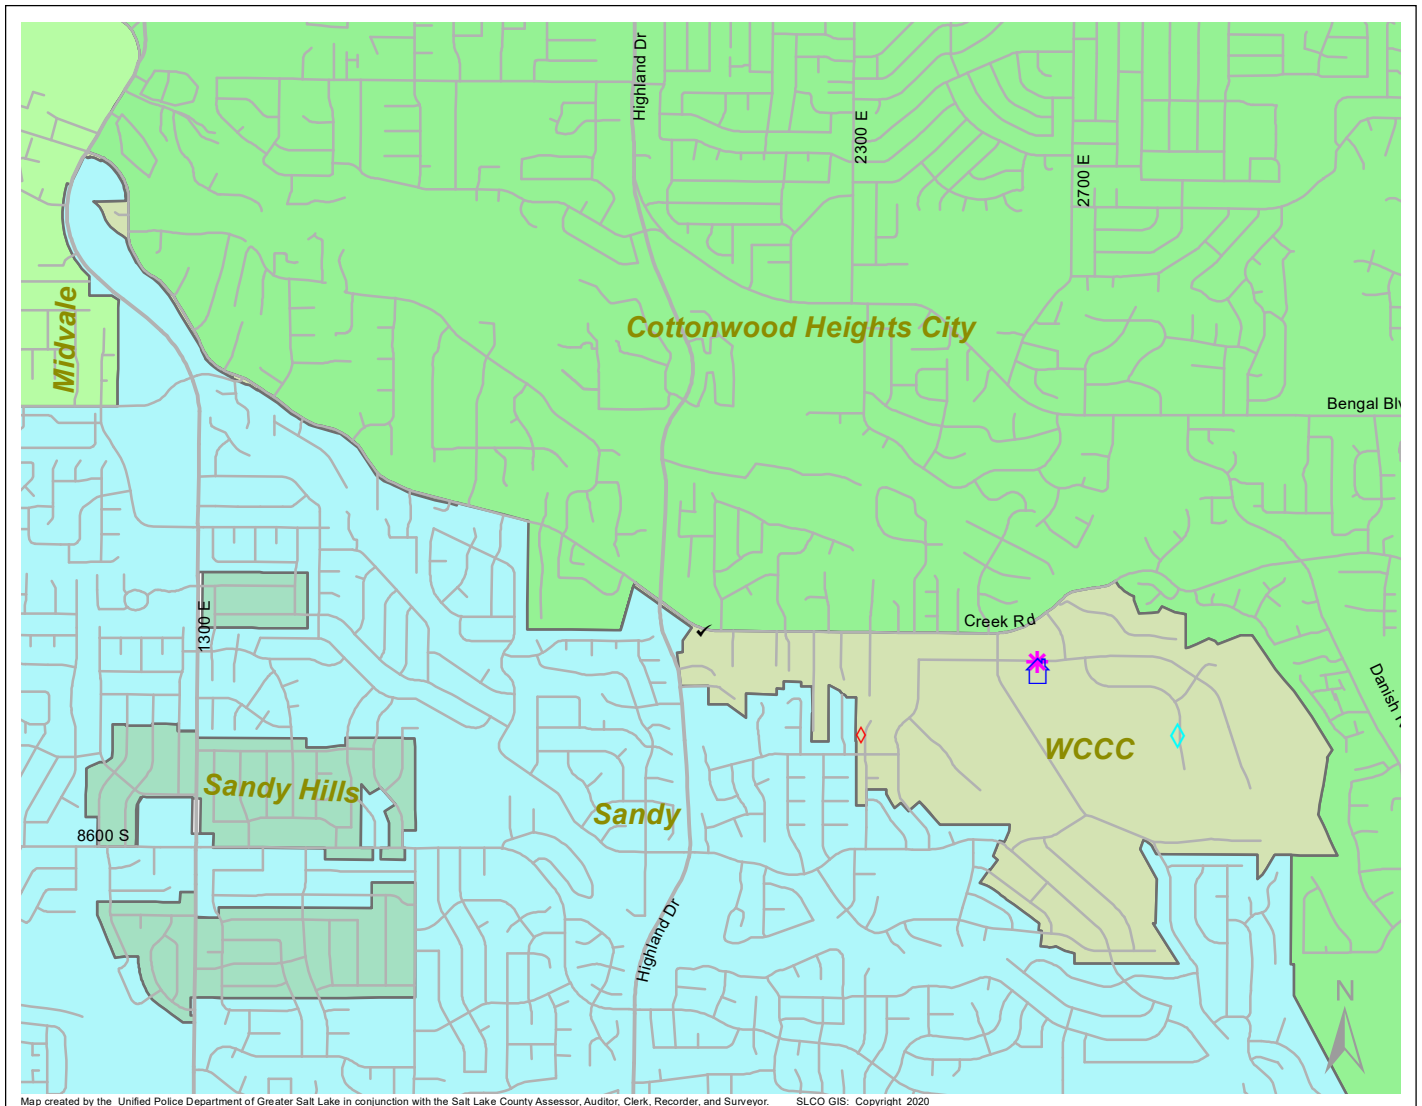 Highland Dr
2300 E
2700 E
Midvale
Cottonwood Heights City
Bengal Blv
1300 E
Creek Rd
Danish R
WCCC
Sandy Hills
Sandy
8600 S
Highland Dr
N
Map created by the Unified Police Department of Greater Salt Lake in conjunction with the Salt Lake County Assessor, Auditor, Clerk, Recorder, and Surveyor. SLCO GIS: Copyright 2020